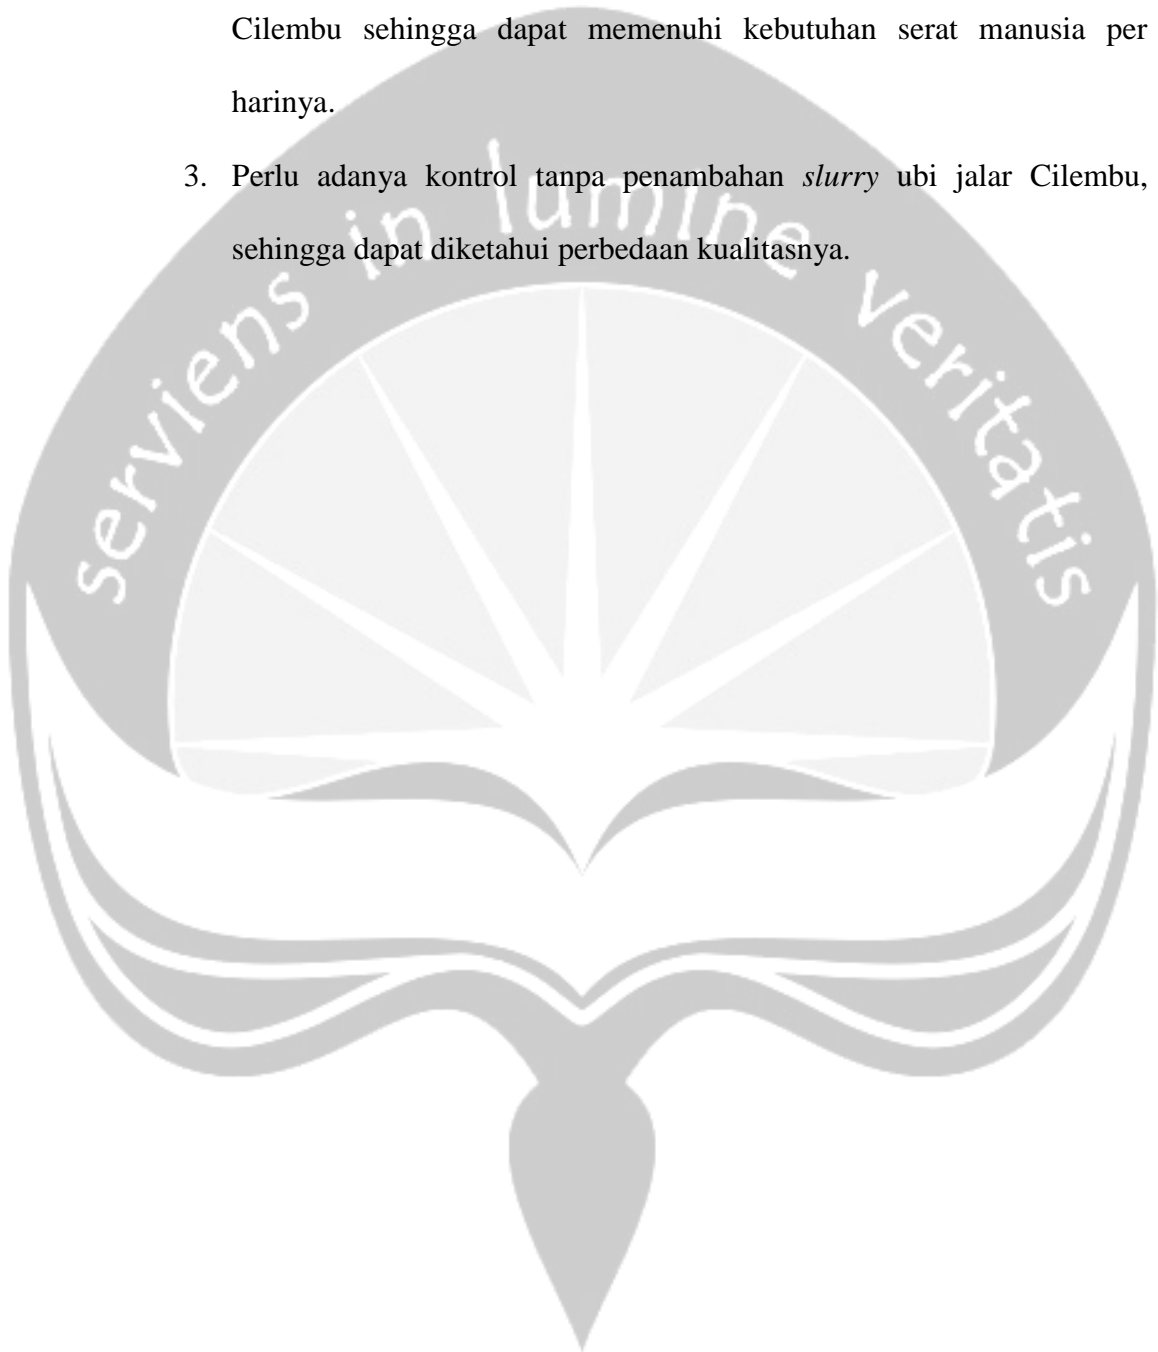 Cilembu sehingga dapat memenuhi kebutuhan serat manusia per
harinya.
3. Perlu adanya kontrol tanpa penambahan slurry ubi jalar Cilembu,
sehingga dapat diketahui perbedaan kualitasnya.
serviens in lumine veritatis